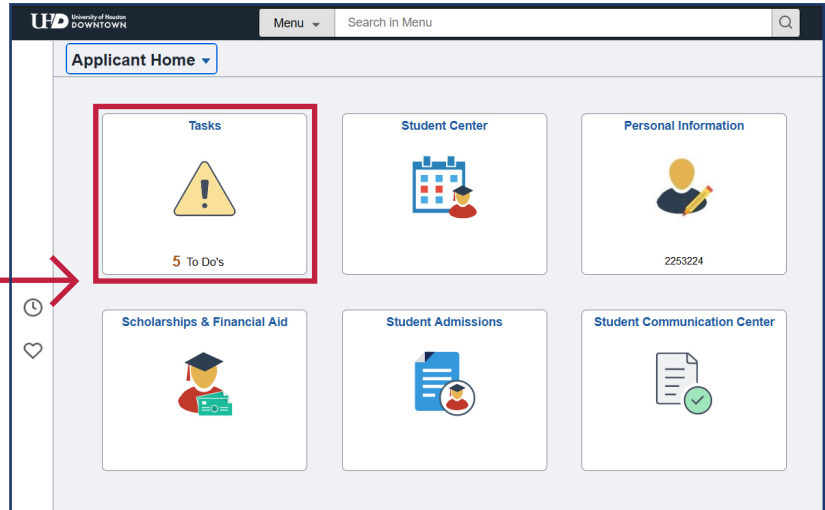 UHD University of Houston
DOWNTOWN
Menu
Search in Menu
Applicant Home
Tasks
5 To Do's
Student Center
Personal Information
2253224
Scholarships & Financial Aid
Student Admissions
Student Communication Center